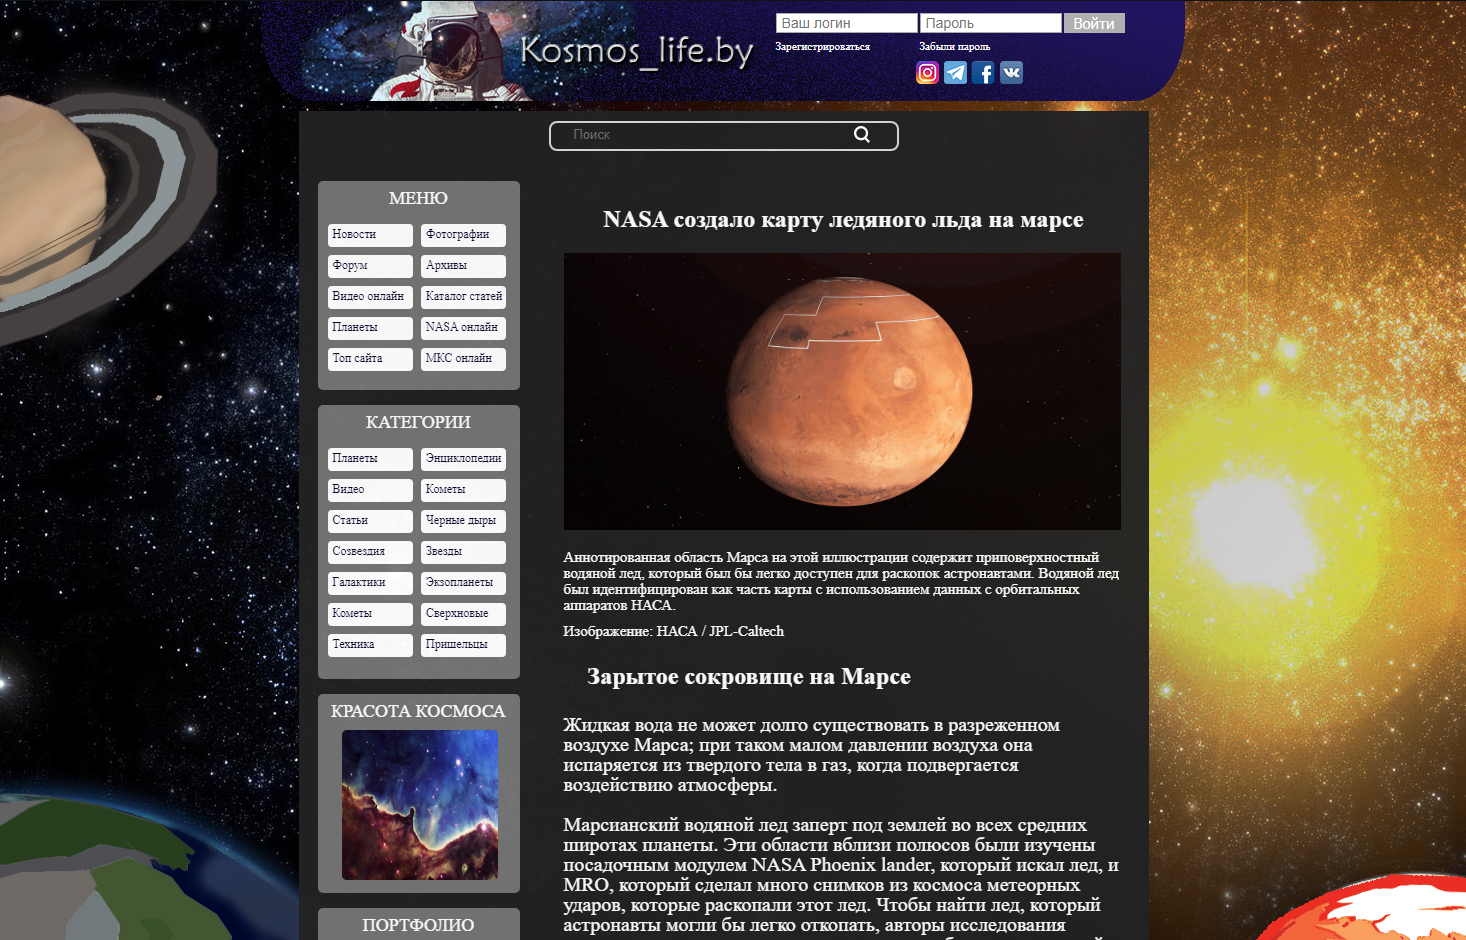 Kosmos_life.by
Ваш логин
Пароль
Войти
Зарегистрироваться
Забыли пароль
Поиск
МЕНЮ
Новости
Фотографии
Форум
Архивы
Видео онлайн
Каталог статей
Планеты
NASA онлайн
Топ сайта
МКС онлайн
КАТЕГОРИИ
Планеты
Энциклопедии
Видео
Кометы
Статьи
Черные дыры
Созвездия
Звезды
Галактики
Экзопланеты
Кометы
Сверхновые
Техника
Пришельцы
КРАСОТА КОСМОСА
ПОРТФОЛИО
NASA создало карту ледяного льда на марсе
Аннотированная область Марса на этой иллюстрации содержит приповерхностный
водяной лед, который был бы легко доступен для раскопок астронавтами. Водяной лед
был идентифицирован как часть карты с использованием данных с орбитальных
аппаратов НАСА.
Изображение: НАСА / JPL-Caltech
Зарытое сокровище на Марсе
Жидкая вода не может долго существовать в разреженном
воздухе Марса; при таком малом давлении воздуха она
испаряется из твердого тела в газ, когда подвергается
воздействию атмосферы.
Марсианский водяной лед заперт под землей во всех средних
широтах планеты. Эти области вблизи полюсов были изучены
посадочным модулем NASA Phoenix lander, который искал лед, и
MRO, который сделал много снимков из космоса метеорных
ударов, которые раскопали этот лед. Чтобы найти лед, который
астронавты могли бы легко откопать, авторы исследования